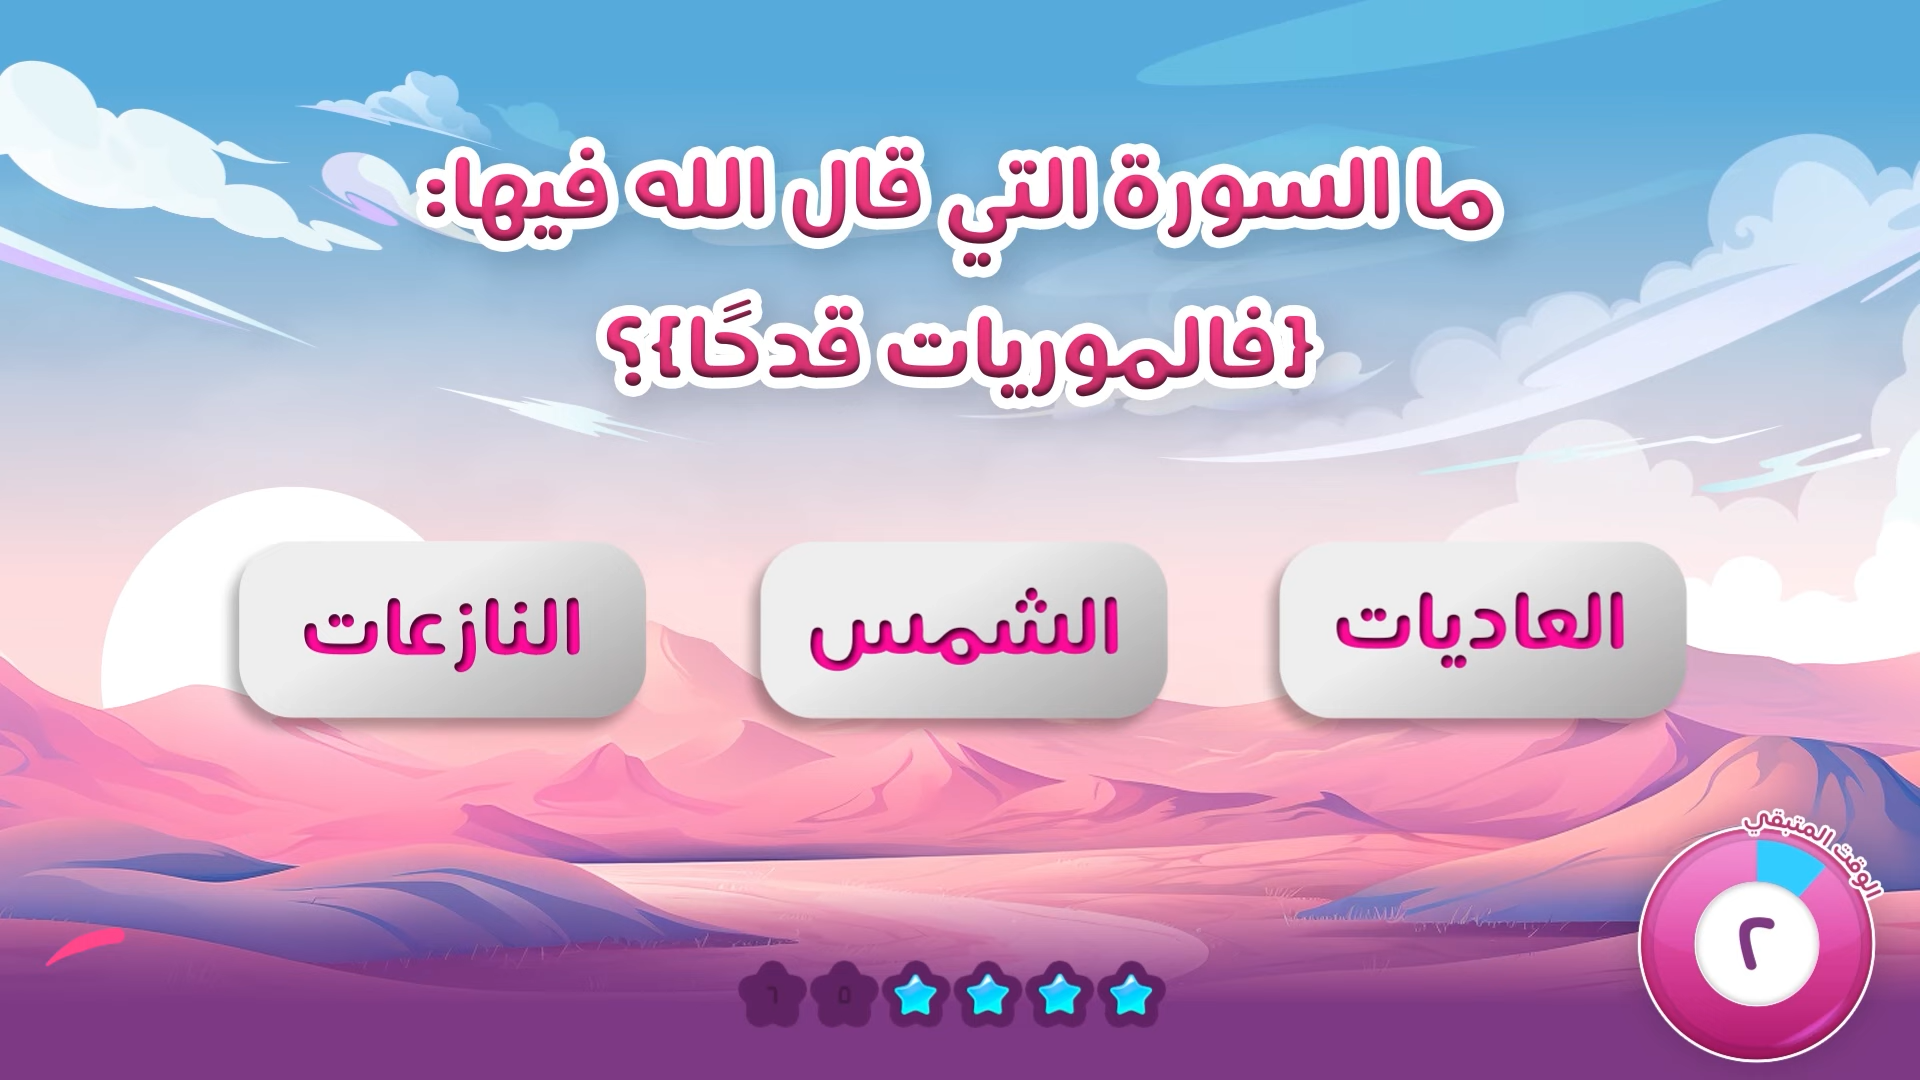 ما السورة التي قال الله فيها:
{فالموريات قدحًا}؟
العاديات
الشمس
النازعات
الوقت المتبقي
٢
٥
٦